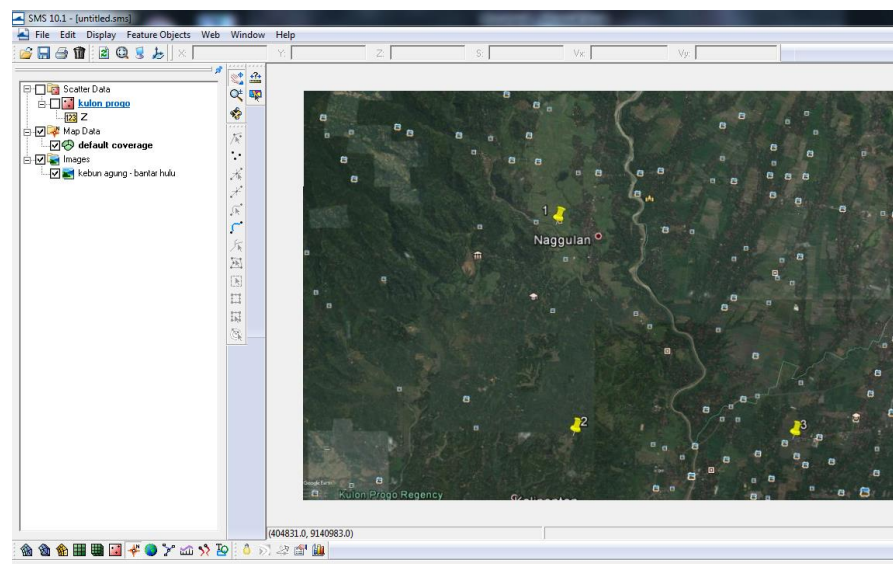 SMS 10.1 - [untitled.sms]
File Edit Display Feature Objects Web Window Help
X: Y: Z: S: Vx: Vy:
Scatter Data
kulon progo
123 Z
Map Data
default coverage
Images
kebun agung - bantar hulu
1
Naggulan
2
3
Google Earth
Kulon Progo Regency
(404831.0, 9140983.0)